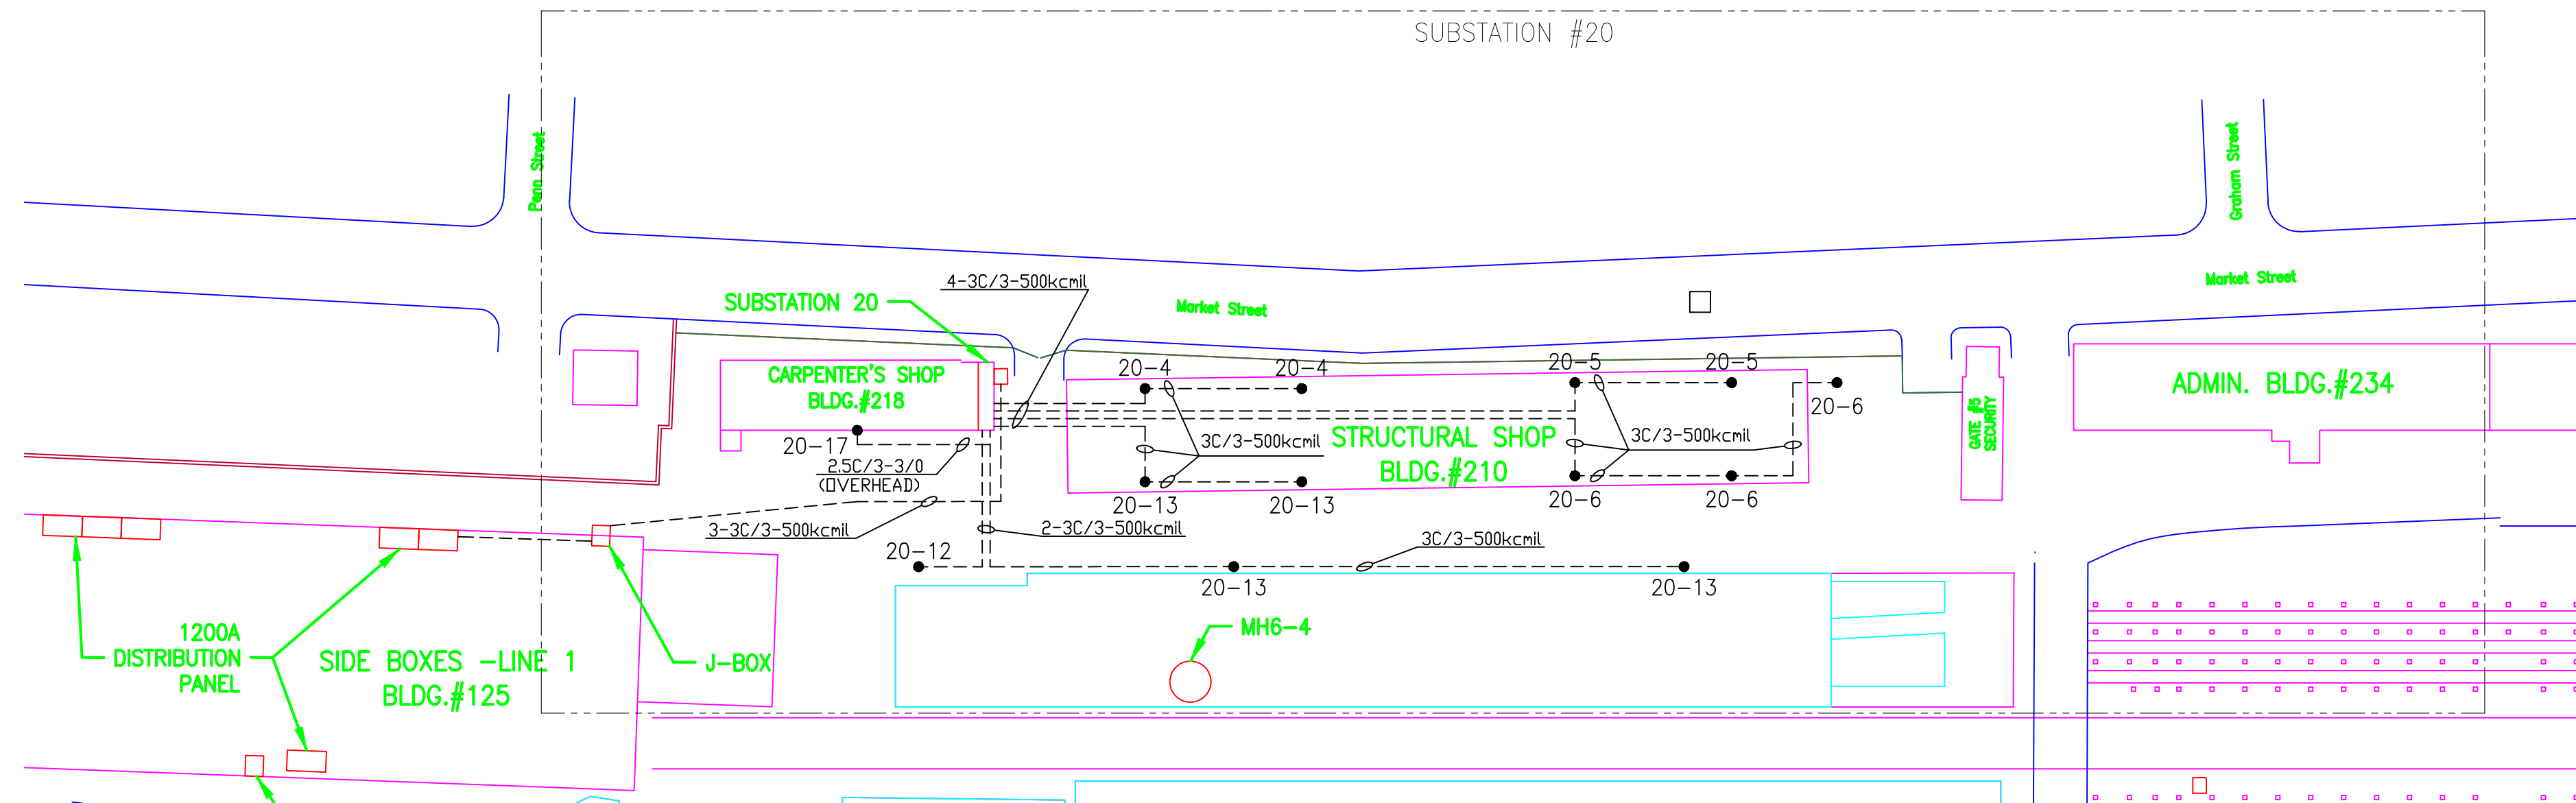 SUBSTATION #20
Penn Street
Graham Street
Market Street
4-3C/3-500kcmil
SUBSTATION 20
Market Street
CARPENTER'S SHOP
BLDG.#218
20-4
20-4
20-5
20-5
20-6
ADMIN. BLDG.#234
GATE #5
SECURITY
20-17
2.5C/3-3/0
(OVERHEAD)
3C/3-500kcmil
STRUCTURAL SHOP
BLDG.#210
3C/3-500kcmil
20-13
20-13
20-6
20-6
3-3C/3-500kcmil
2-3C/3-500kcmil
3C/3-500kcmil
20-12
20-13
20-13
MH6-4
1200A
DISTRIBUTION
PANEL
SIDE BOXES -LINE 1
BLDG.#125
J-BOX